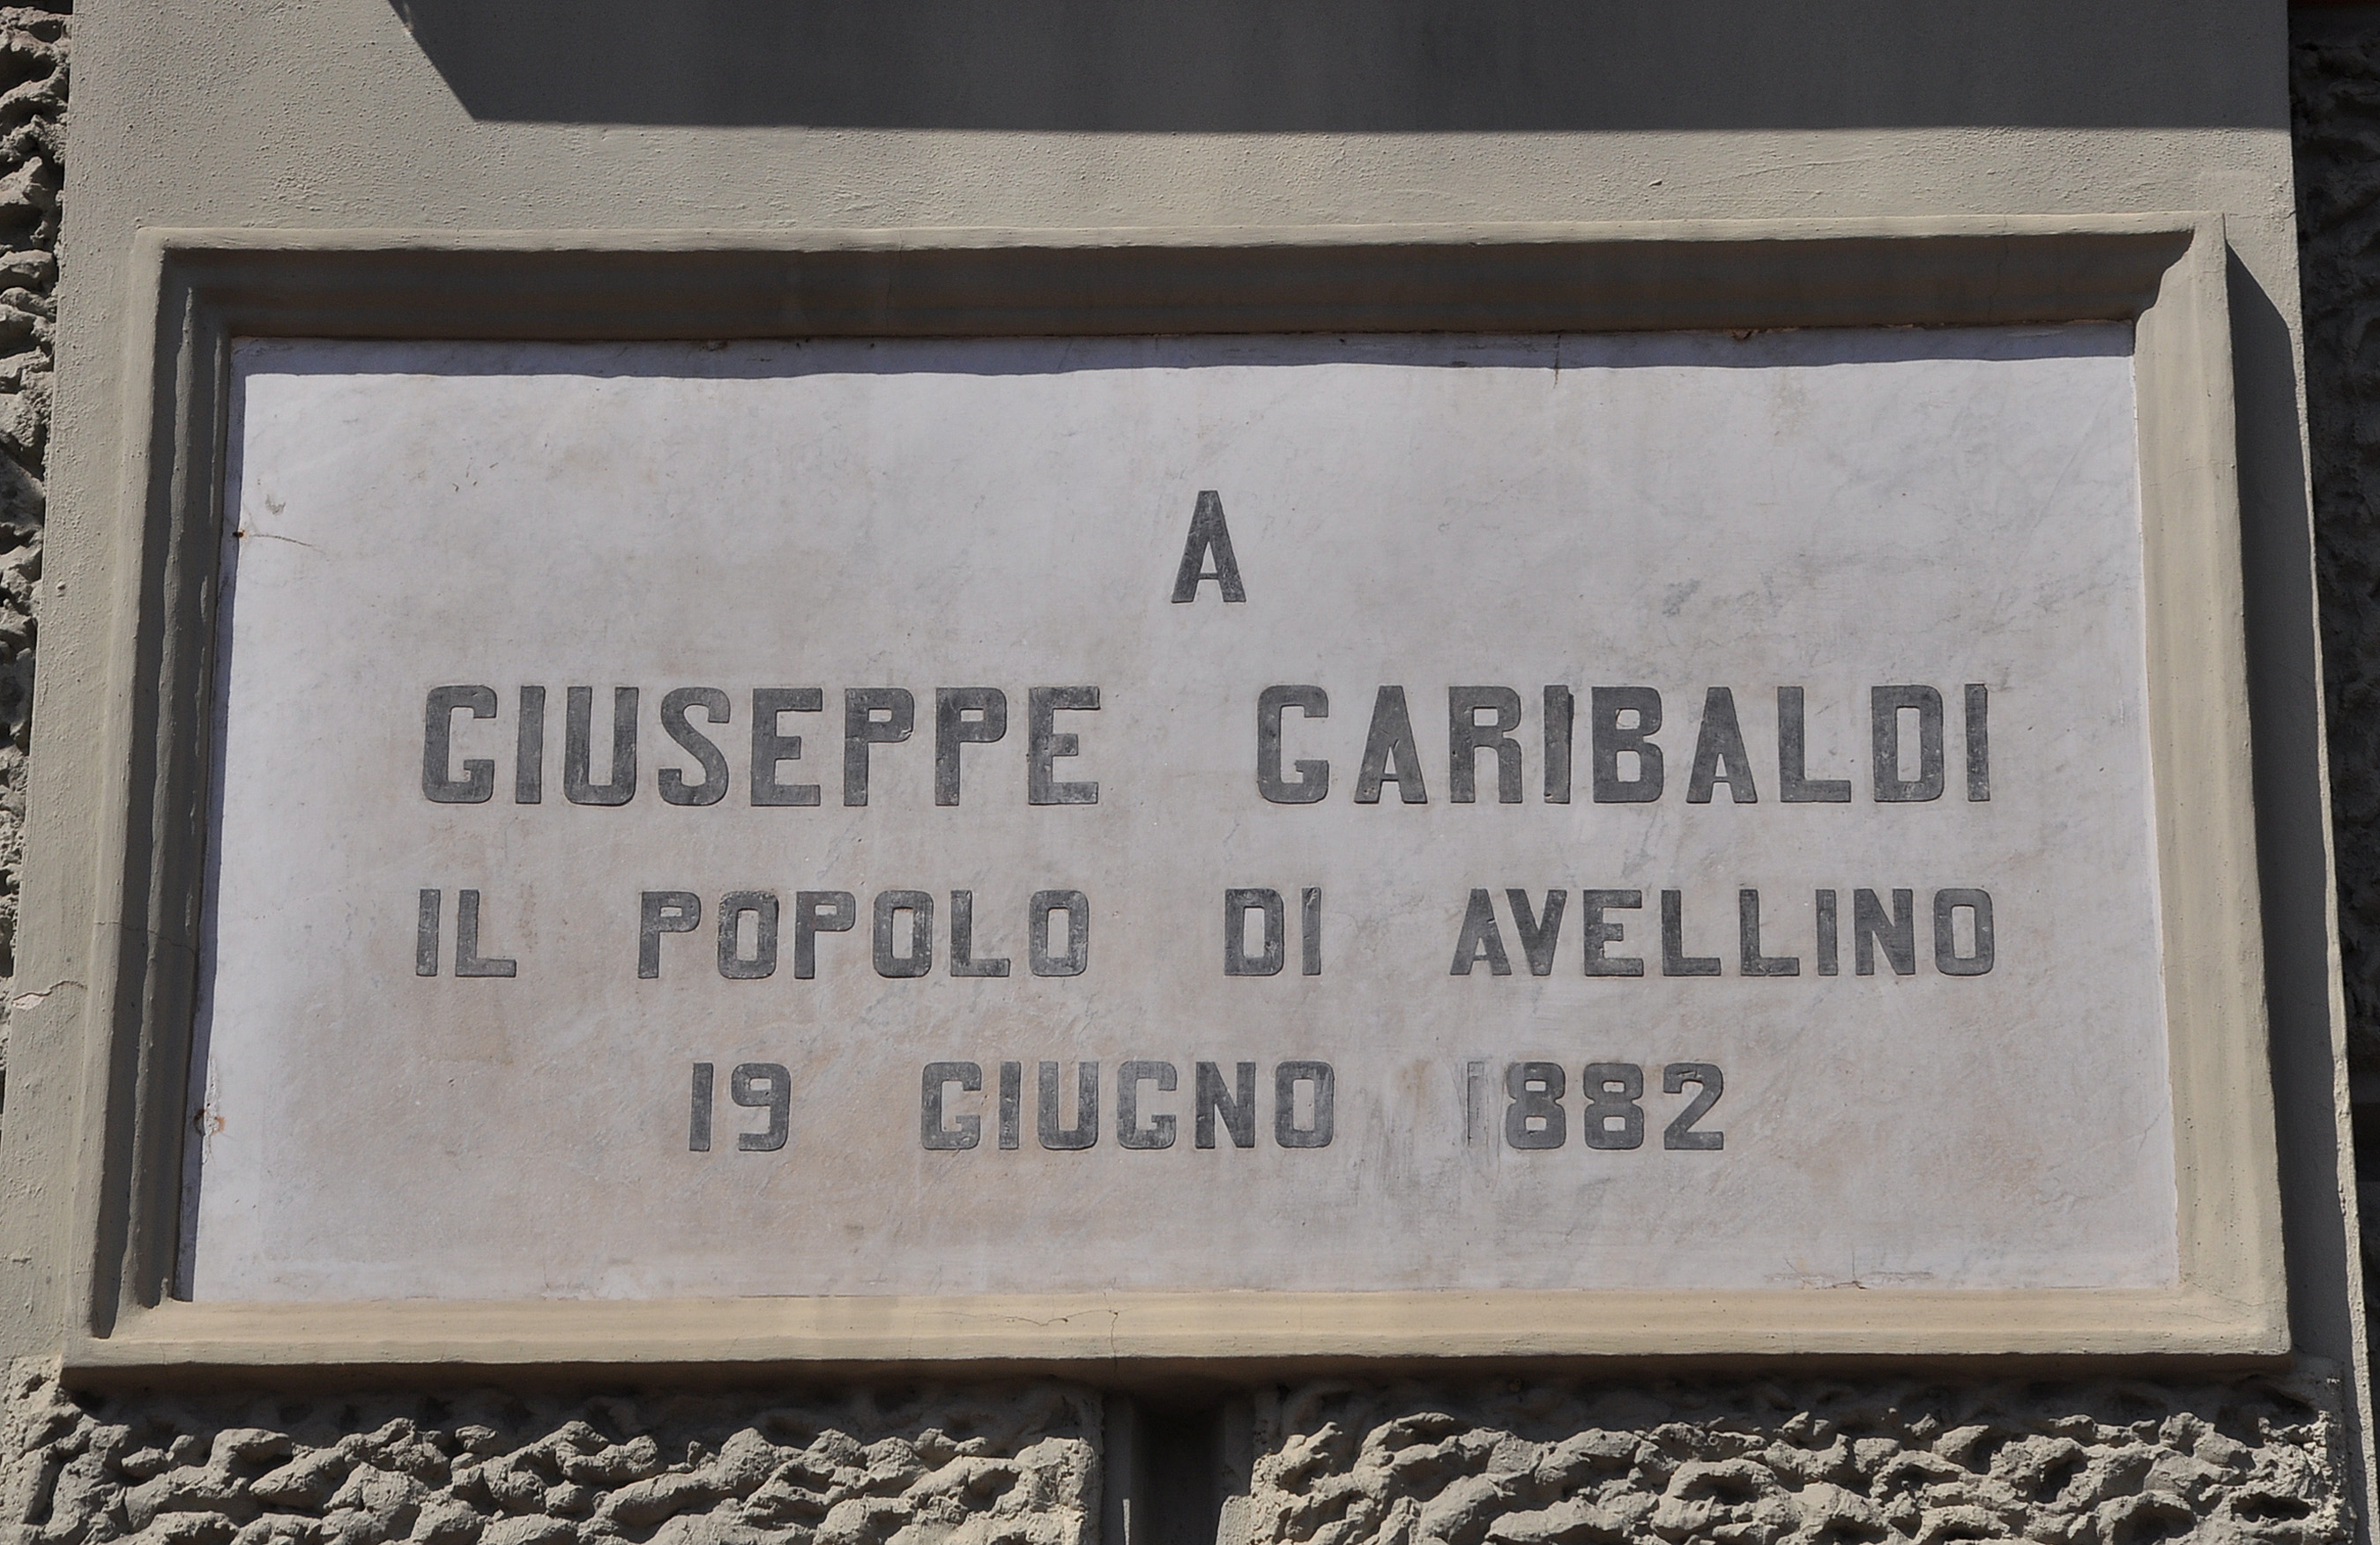 A
GIUSEPPE GARIBALDI
IL POPOLO DI AVELLINO
19 GIUGNO 1882